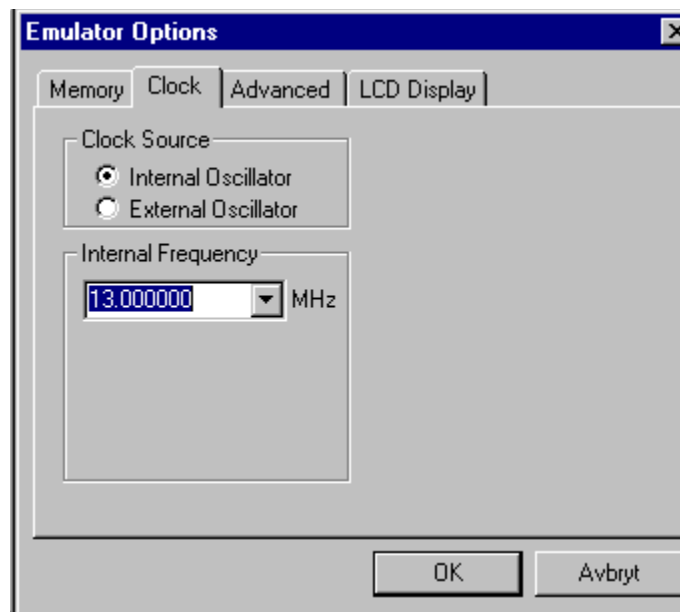 Emulator Options
Memory Clock Advanced LCD Display
Clock Source
Internal Oscillator
External Oscillator
Internal Frequency
13.000000 MHz
OK Avbryt